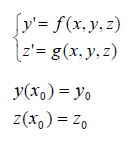 y' = f(x, y, z)
z' = g(x, y, z)
y(x₀) = y₀
z(x₀) = z₀